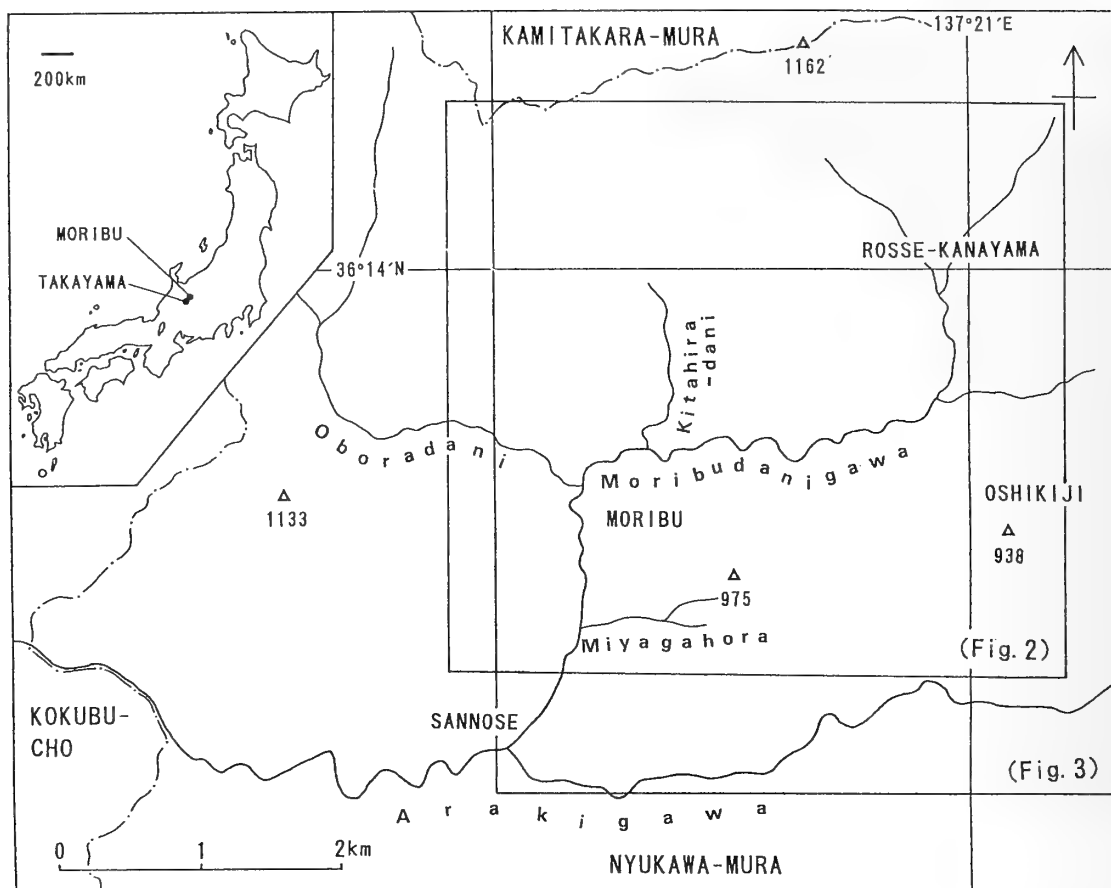 KAMITAKARA-MURA
137°21′E
1162
200km
MORIBU
TAKAYAMA
36°14′N
ROSSE-KANAYAMA
Kitahira
-dani
Oboradani
Moribudanigawa
1133
MORIBU
OSHIKIJI
938
975
Miyagahora
(Fig. 2)
KOKUBU-
CHO
SANNOSE
(Fig. 3)
Arakigawa
0 1 2km
NYUKAWA-MURA